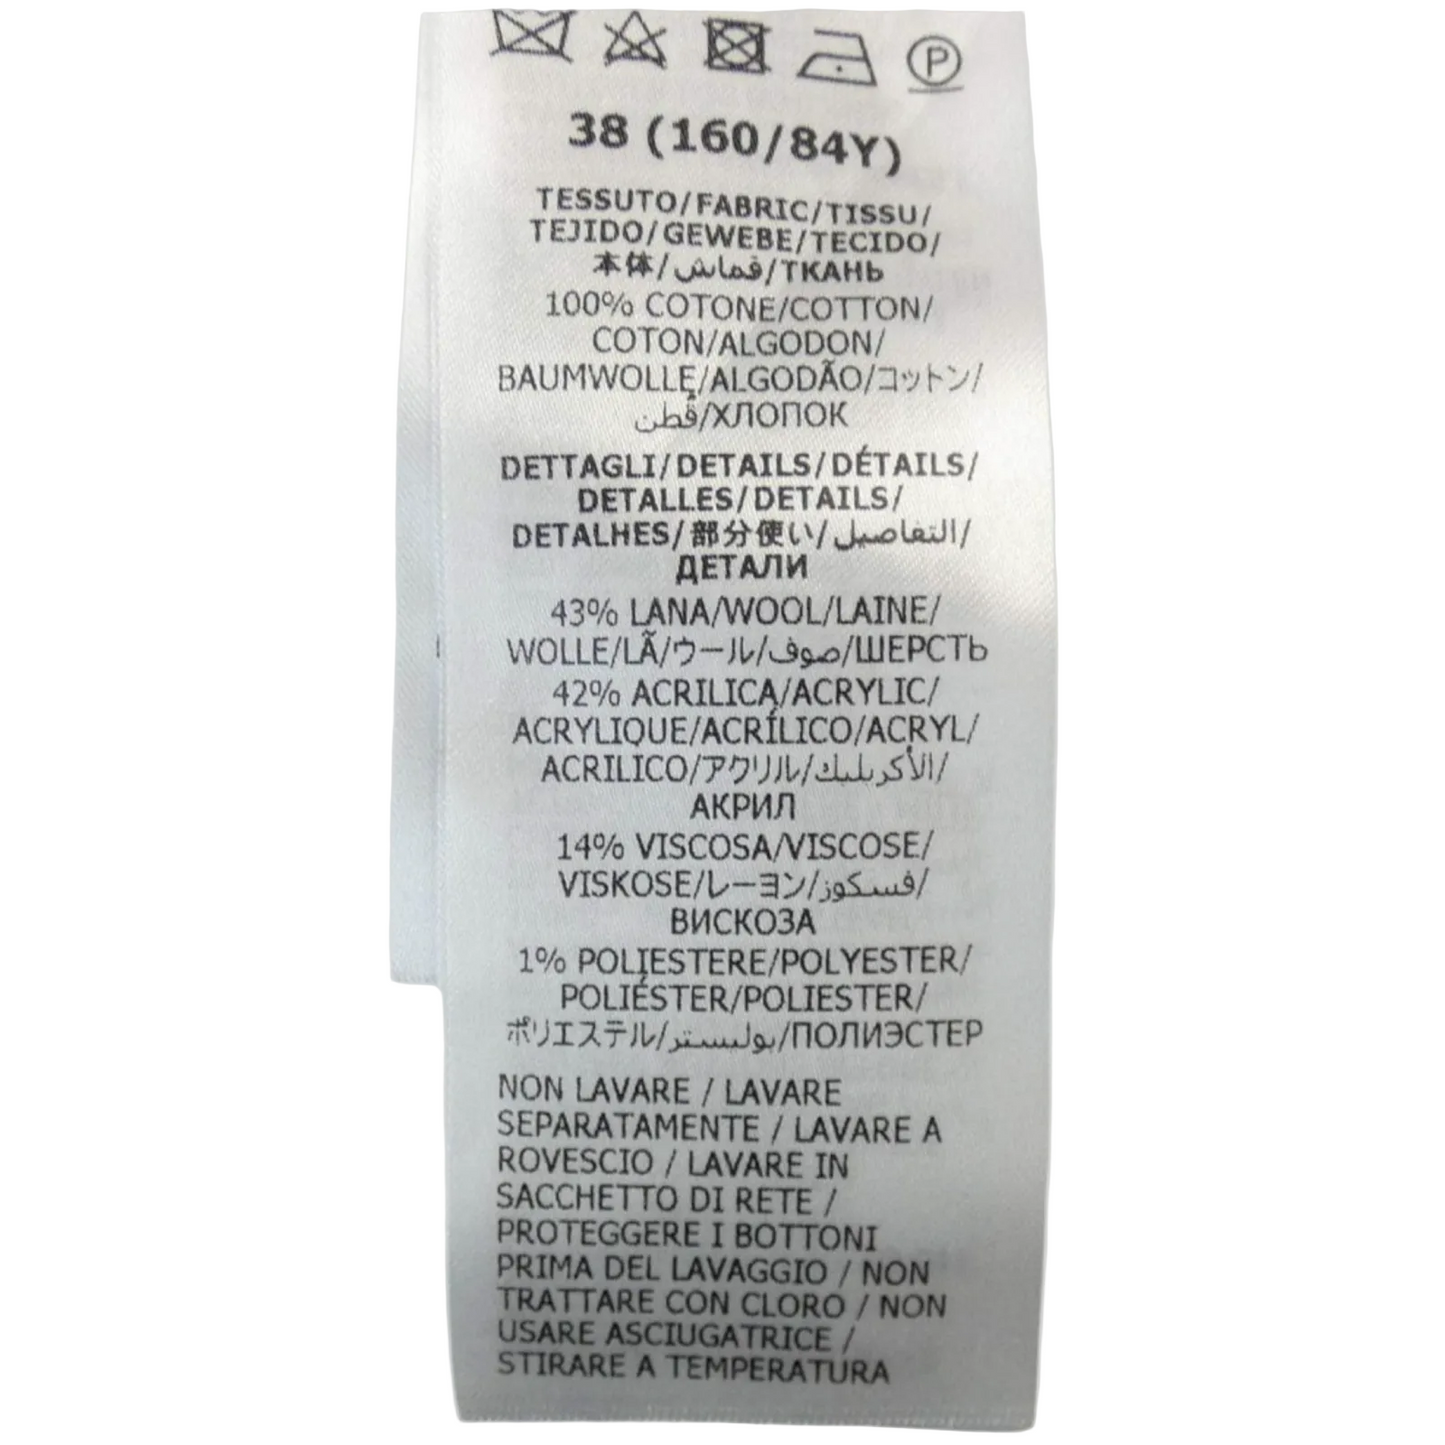 P
38 (160/84Y)
TESSUTO/FABRIC/TISSU/
TEJIDO/GEWEBE/TECIDO/
本体/قماش/ТКАНЬ
100% COTONE/COTTON/
COTON/ALGODON/
BAUMWOLLE/ALGODÃO/コットン/
قطن/ХЛОПОК
DETTAGLI/DETAILS/DÉTAILS/
DETALLES/DETAILS/
DETALHES/部分使い/التفاصيل/
ДЕТАЛИ
43% LANA/WOOL/LAINE/
WOLLE/LÃ/ウール/صوف/ШЕРСТЬ
42% ACRILICA/ACRYLIC/
ACRYLIQUE/ACRÍLICO/ACRYL/
ACRILICO/アクリル/الأكريليك/
АКРИЛ
14% VISCOSA/VISCOSE/
VISKOSE/レーヨン/فسكوز/
ВИСКОЗА
1% POLIESTERE/POLYESTER/
POLIÉSTER/POLIESTER/
ポリエステル/بوليستر/ПОЛИЭСТЕР
NON LAVARE / LAVARE
SEPARATAMENTE / LAVARE A
ROVESCIO / LAVARE IN
SACCHETTO DI RETE /
PROTEGGERE I BOTTONI
PRIMA DEL LAVAGGIO / NON
TRATTARE CON CLORO / NON
USARE ASCIUGATRICE /
STIRARE A TEMPERATURA